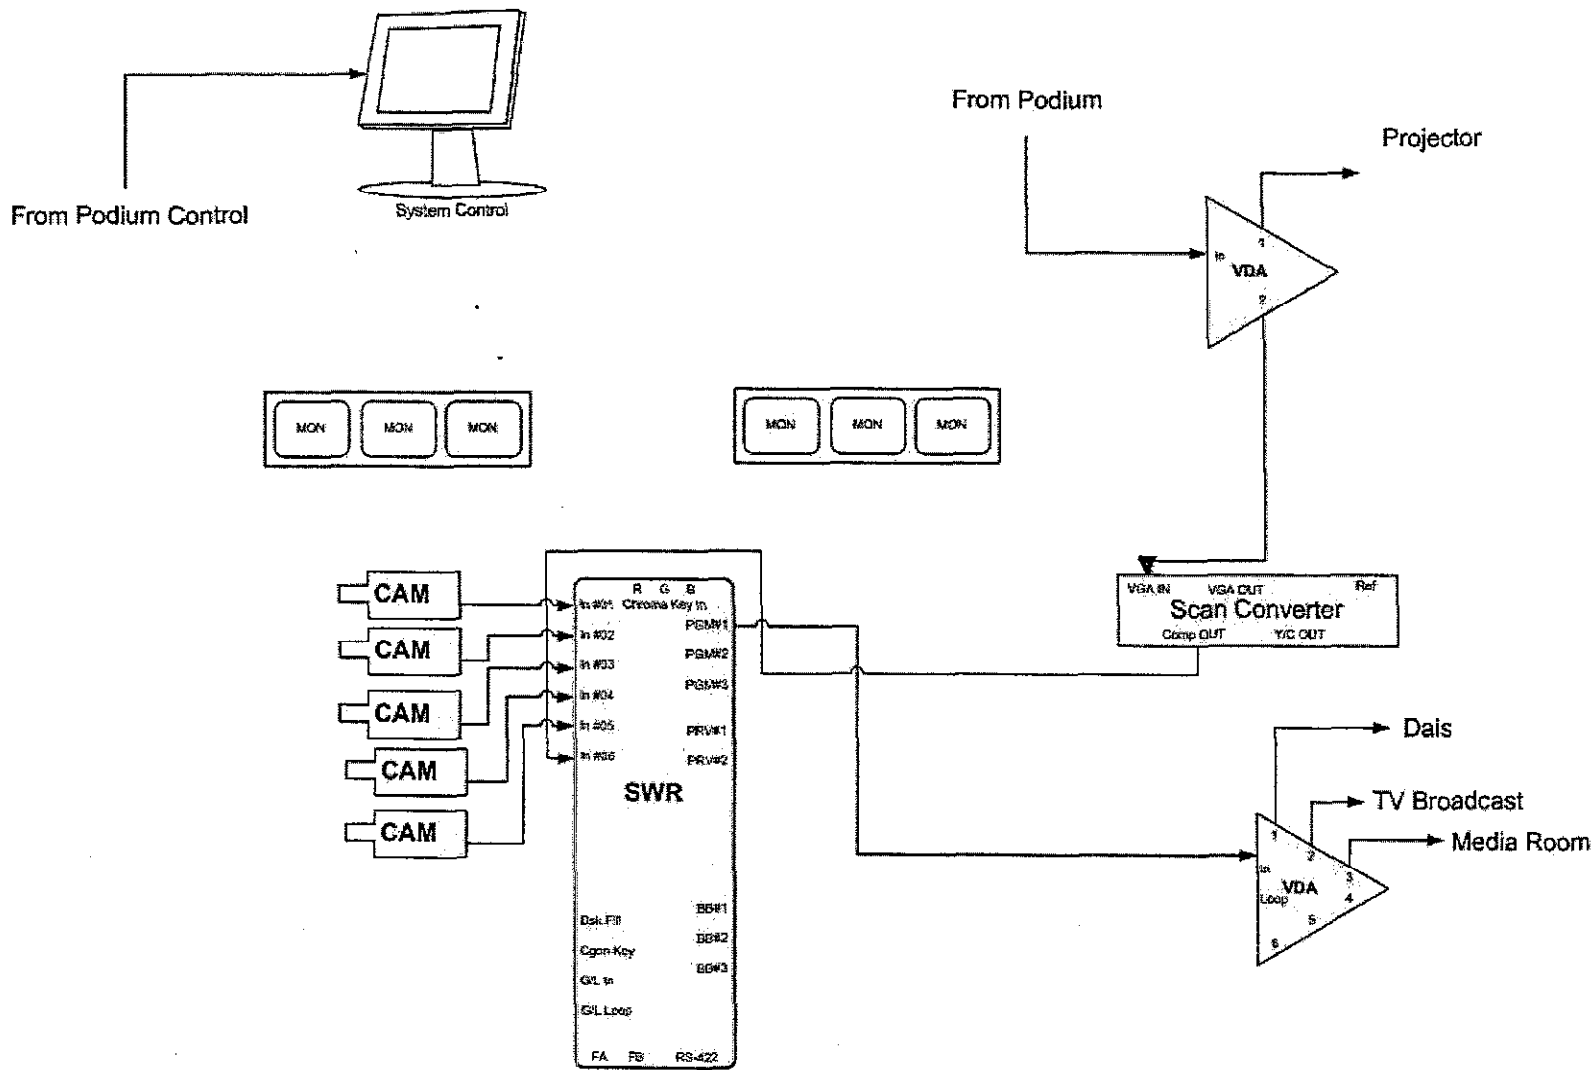 From Podium Control
System Control
From Podium
Projector
In
1
VDA
2
MON
MON
MON
MON
MON
MON
CAM
CAM
CAM
CAM
CAM
R G B
Chroma Key In
In #01
In #02
In #03
In #04
In #05
In #06
PGM#1
PGM#2
PGM#3
PRV#1
PRV#2
SWR
Dsk Fill
Cgen Key
G/L In
G/L Loop
BB#1
BB#2
BB#3
FA FB RS-422
VGA IN VGA OUT Ref
Scan Converter
Comp OUT Y/C OUT
Dais
TV Broadcast
Media Room
1
2
3
In
VDA
4
Loop
5
6